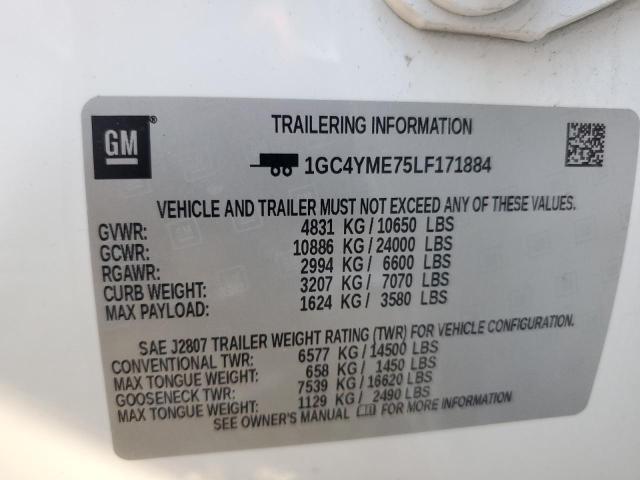 GM
TRAILERING INFORMATION
1GC4YME75LF171884
VEHICLE AND TRAILER MUST NOT EXCEED ANY OF THESE VALUES.
GVWR: 4831 KG/10650 LBS
GCWR: 10886 KG/24000 LBS
RGAWR: 2994 KG/ 6600 LBS
CURB WEIGHT: 3207 KG/ 7070 LBS
MAX PAYLOAD: 1624 KG/ 3580 LBS
SAE J2807 TRAILER WEIGHT RATING (TWR) FOR VEHICLE CONFIGURATION.
CONVENTIONAL TWR: 6577 KG/14500 LBS
MAX TONGUE WEIGHT: 658 KG/ 1450 LBS
GOOSENECK TWR: 7539 KG/16620 LBS
MAX TONGUE WEIGHT: 1129 KG/ 2490 LBS
SEE OWNER'S MANUAL FOR MORE INFORMATION